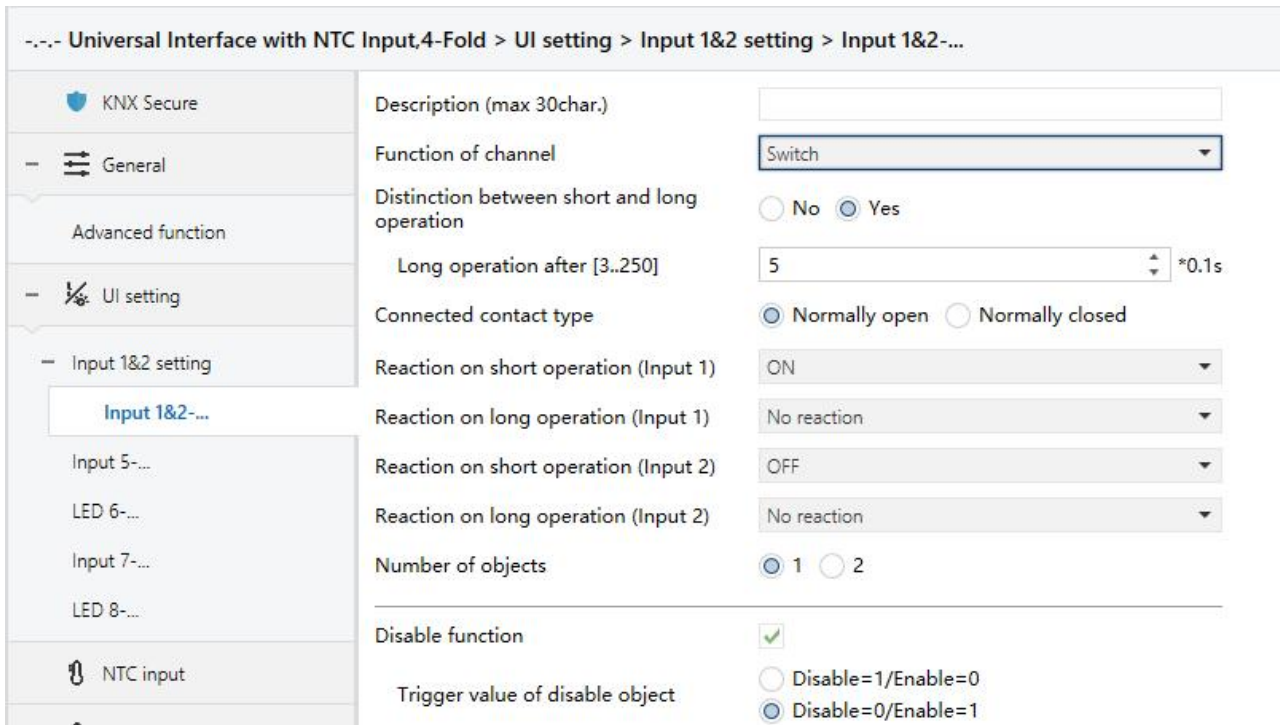 -.-.- Universal Interface with NTC Input,4-Fold > UI setting > Input 1&2 setting > Input 1&2-...
KNX Secure
General
Advanced function
UI setting
Input 1&2 setting
Input 1&2-...
Input 5-...
LED 6-...
Input 7-...
LED 8-...
NTC input
Description (max 30char.)
Function of channel
Switch
Distinction between short and long
operation
No Yes
Long operation after [3..250]
5 *0.1s
Connected contact type
Normally open Normally closed
Reaction on short operation (Input 1)
ON
Reaction on long operation (Input 1)
No reaction
Reaction on short operation (Input 2)
OFF
Reaction on long operation (Input 2)
No reaction
Number of objects
1 2
Disable function
Trigger value of disable object
Disable=1/Enable=0
Disable=0/Enable=1